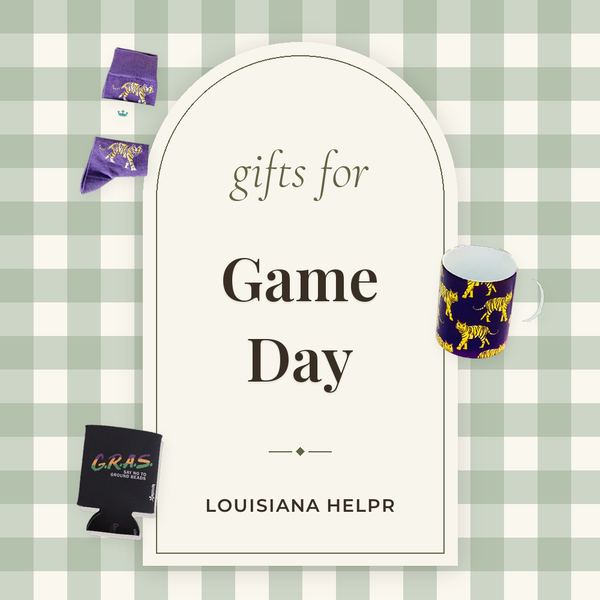 gifts for
Game
Day
LOUISIANA HELPR
G.R.A.S.
SAY NO TO
GROUND BEADS